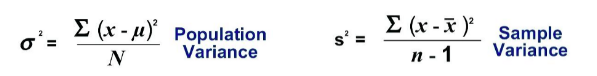 σ² = Σ (x - μ)² / N Population Variance
s² = Σ (x - x̄)² / n - 1 Sample Variance